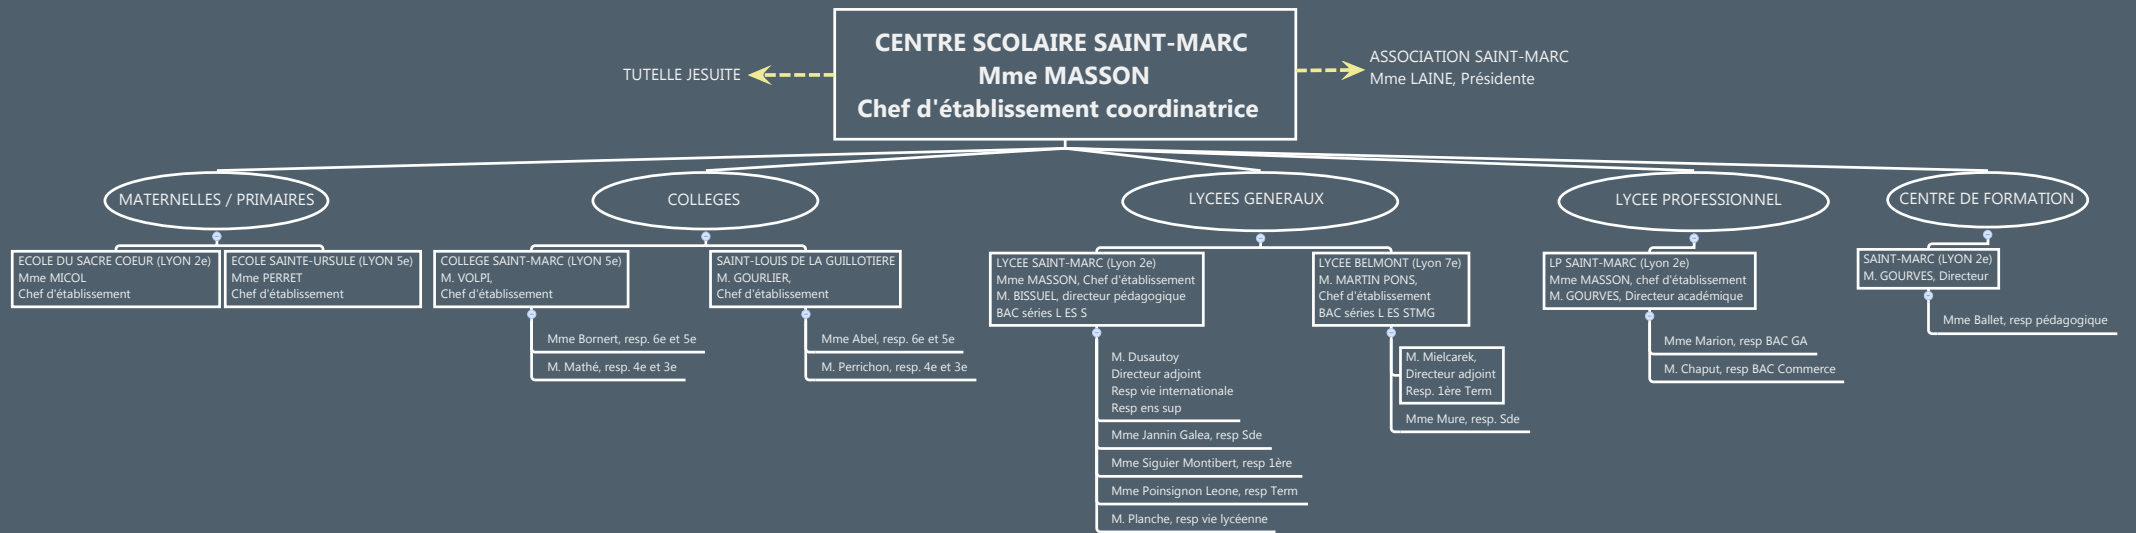 CENTRE SCOLAIRE SAINT-MARC
Mme MASSON
Chef d'établissement coordinatrice
TUTELLE JESUITE
ASSOCIATION SAINT-MARC
Mme LAINE, Présidente
MATERNELLES / PRIMAIRES
ECOLE DU SACRE COEUR (LYON 2e)
Mme MICOL
Chef d'établissement
ECOLE SAINTE-URSULE (LYON 5e)
Mme PERRET
Chef d'établissement
COLLEGES
COLLEGE SAINT-MARC (LYON 5e)
M. VOLPI,
Chef d'établissement
Mme Bornert, resp. 6e et 5e
M. Mathé, resp. 4e et 3e
SAINT-LOUIS DE LA GUILLOTIERE
M. GOURLIER,
Chef d'établissement
Mme Abel, resp. 6e et 5e
M. Perrichon, resp. 4e et 3e
LYCEES GENERAUX
LYCEE SAINT-MARC (Lyon 2e)
Mme MASSON, Chef d'établissement
M. BISSUEL, directeur pédagogique
BAC séries L ES S
M. Dusautoy
Directeur adjoint
Resp vie internationale
Resp ens sup
Mme Jannin Galea, resp Sde
Mme Siguier Montibert, resp 1ère
Mme Poinsignon Leone, resp Term
M. Planche, resp vie lycéenne
LYCEE BELMONT (Lyon 7e)
M. MARTIN PONS,
Chef d'établissement
BAC séries L ES STMG
M. Mielcarek,
Directeur adjoint
Resp. 1ère Term
Mme Mure, resp. Sde
LYCEE PROFESSIONNEL
LP SAINT-MARC (Lyon 2e)
Mme MASSON, chef d'établissement
M. GOURVES, Directeur académique
Mme Marion, resp BAC GA
M. Chaput, resp BAC Commerce
CENTRE DE FORMATION
SAINT-MARC (LYON 2e)
M. GOURVES, Directeur
Mme Ballet, resp pédagogique